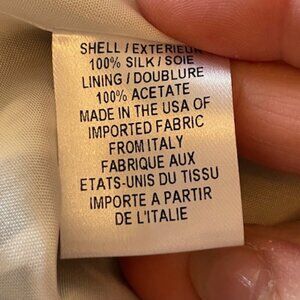 SHELL / EXTERIEUR
100% SILK / SOIE
LINING / DOUBLURE
100% ACETATE
MADE IN THE USA OF
IMPORTED FABRIC
FROM ITALY
FABRIQUE AUX
ETATS-UNIS DU TISSU
IMPORTE A PARTIR
DE L'ITALIE